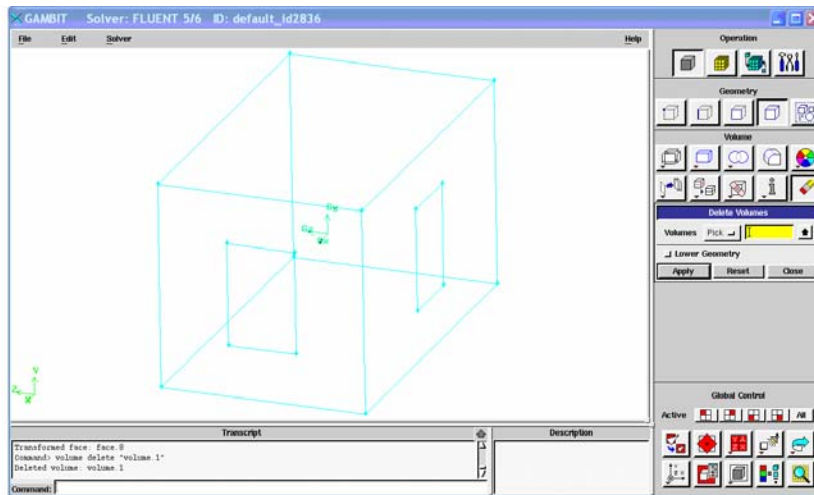 GAMBIT Solver: FLUENT 5/6 ID: default_id2836
File Edit Solver Help
Operation
Geometry
Volume
Delete Volumes
Volumes Pick
Lower Geometry
Apply Reset Close
Y
Z
X
Global Control
Active All
Transcript
Description
Transformed face: face.8
Command> volume delete "volume.1"
Deleted volume: volume.1
Command: